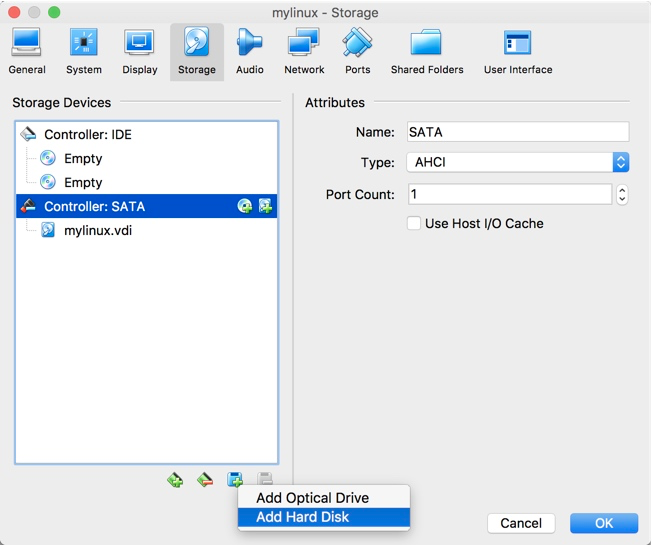 mylinux - Storage
General System Display Storage Audio Network Ports Shared Folders User Interface
Storage Devices
Controller: IDE
Empty
Empty
Controller: SATA
mylinux.vdi
Attributes
Name: SATA
Type: AHCI
Port Count: 1
Use Host I/O Cache
Add Optical Drive
Add Hard Disk
Cancel OK